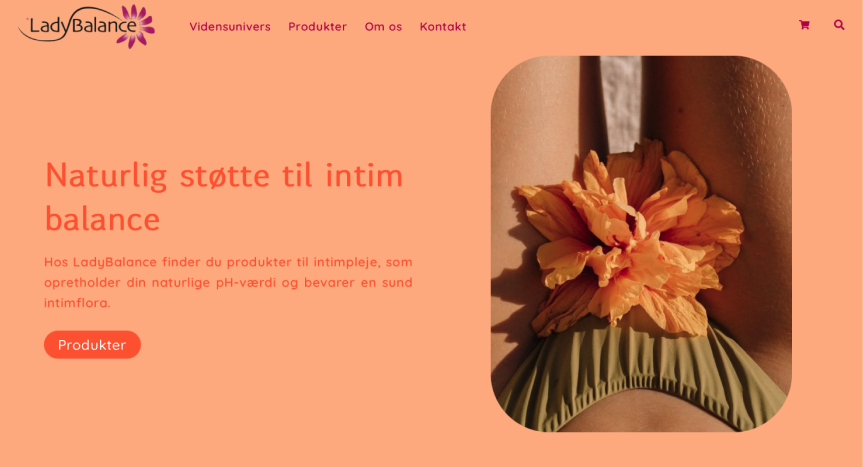 LadyBalance
Vidensunivers Produkter Om os Kontakt
Naturlig støtte til intim
balance
Hos LadyBalance finder du produkter til intimpleje, som
opretholder din naturlige pH-værdi og bevarer en sund
intimflora.
Produkter